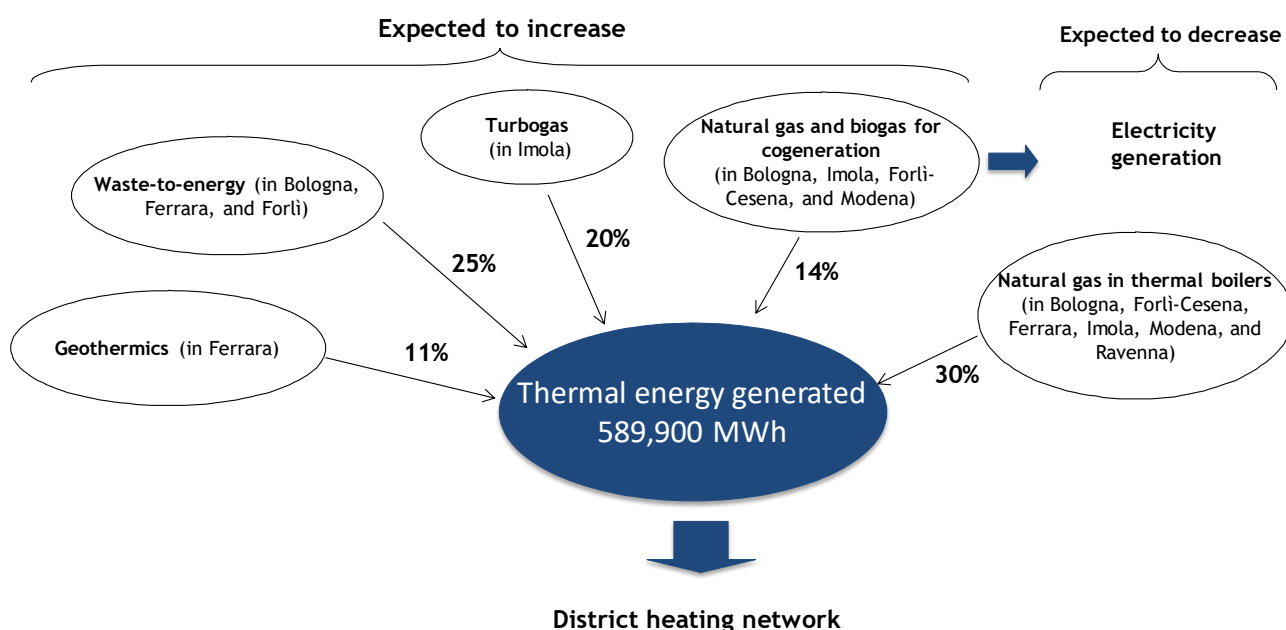 Expected to increase
Expected to decrease
Turbogas
(in Imola)
Natural gas and biogas for
cogeneration
(in Bologna, Imola, Forlì-
Cesena, and Modena)
Electricity
generation
Waste-to-energy (in Bologna,
Ferrara, and Forlì)
20%
25%
14%
Natural gas in thermal boilers
(in Bologna, Forlì-Cesena,
Ferrara, Imola, Modena, and
Ravenna)
Geothermics (in Ferrara)
11%
30%
Thermal energy generated
589,900 MWh
District heating network